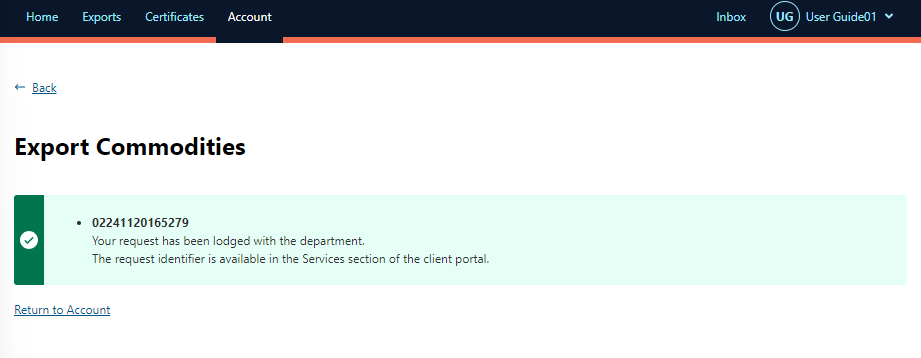 Home Exports Certificates Account Inbox UG User Guide01
← Back
Export Commodities
• 02241120165279
Your request has been lodged with the department.
The request identifier is available in the Services section of the client portal.
Return to Account